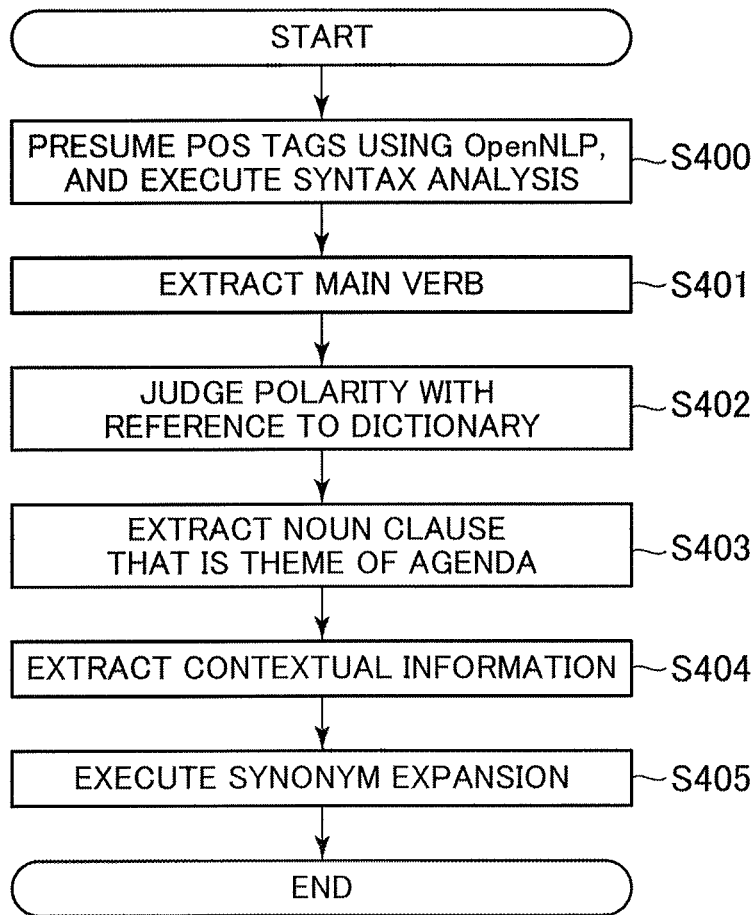 START
PRESUME POS TAGS USING OpenNLP,
AND EXECUTE SYNTAX ANALYSIS
S400
EXTRACT MAIN VERB
S401
JUDGE POLARITY WITH
REFERENCE TO DICTIONARY
S402
EXTRACT NOUN CLAUSE
THAT IS THEME OF AGENDA
S403
EXTRACT CONTEXTUAL INFORMATION
S404
EXECUTE SYNONYM EXPANSION
S405
END